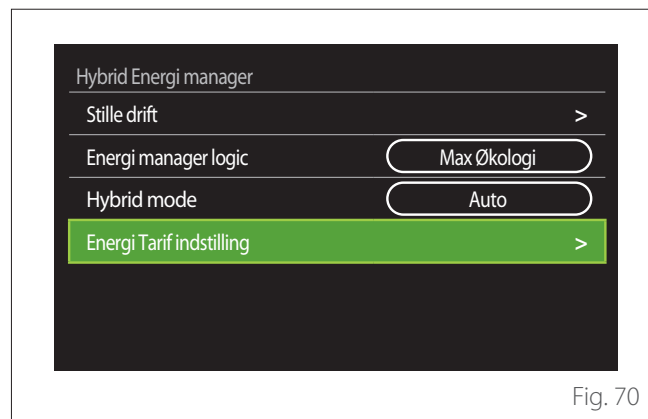 Hybrid Energi manager
Stille drift >
Energi manager logic Max Økologi
Hybrid mode Auto
Energi Tarif indstilling >
Fig. 70